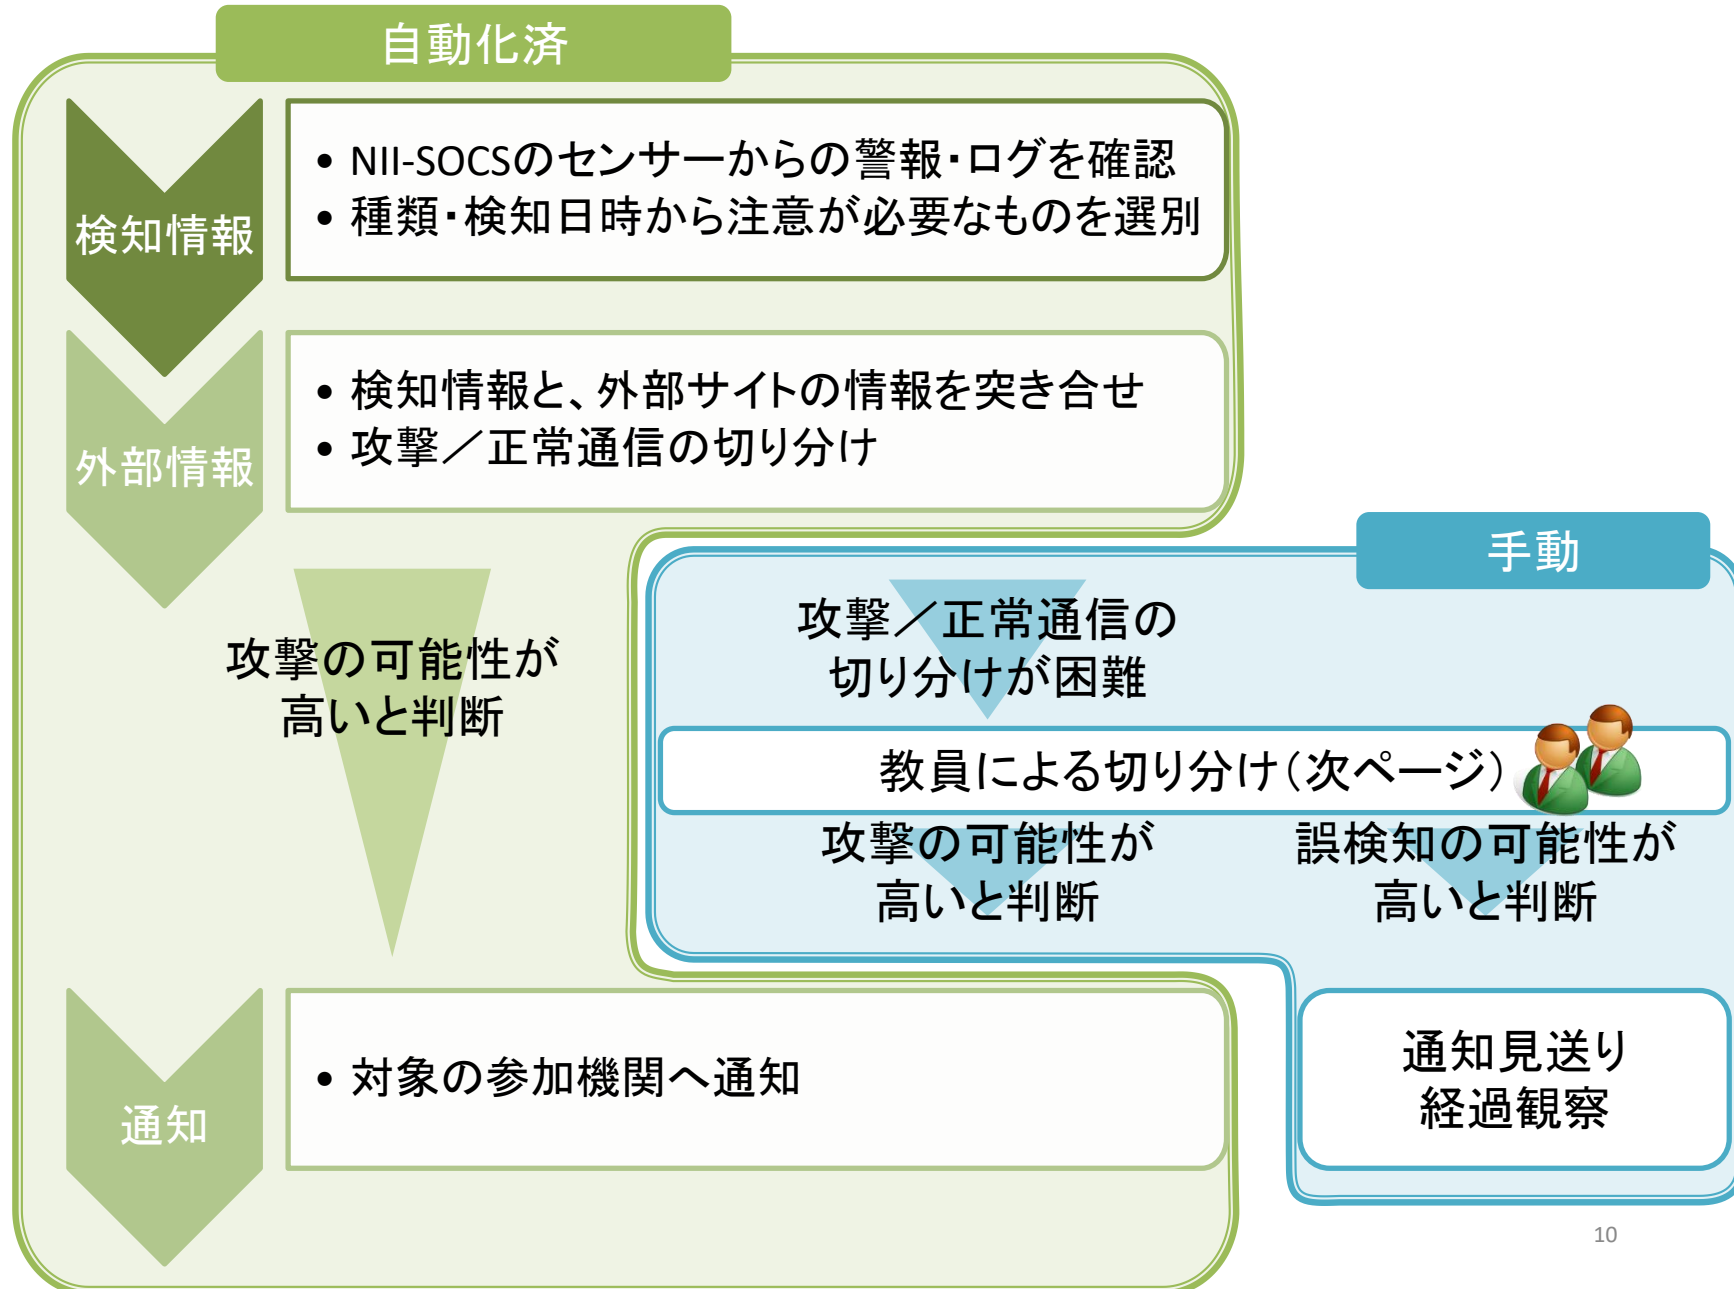 自動化済
検知情報
• NII-SOCSのセンサーからの警報・ログを確認
• 種類・検知日時から注意が必要なものを選別
外部情報
• 検知情報と、外部サイトの情報を突き合せ
• 攻撃／正常通信の切り分け
手動
攻撃の可能性が
高いと判断
攻撃／正常通信の
切り分けが困難
教員による切り分け（次ページ）
攻撃の可能性が
高いと判断
誤検知の可能性が
高いと判断
通知
• 対象の参加機関へ通知
通知見送り
経過観察
10